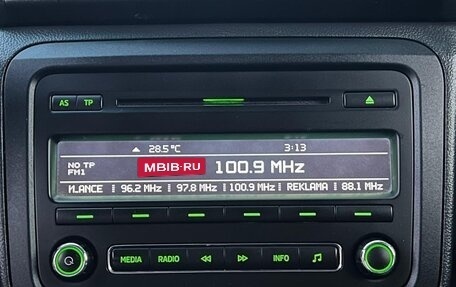 AS TP
28.5°C 3:13
NO TP
FM1
MBIB.RU 100.9 MHz
MLANCE | 96.2 MHz | 97.8 MHz | 100.9 MHz | REKLAMA | 88.1 MHz
MEDIA RADIO INFO